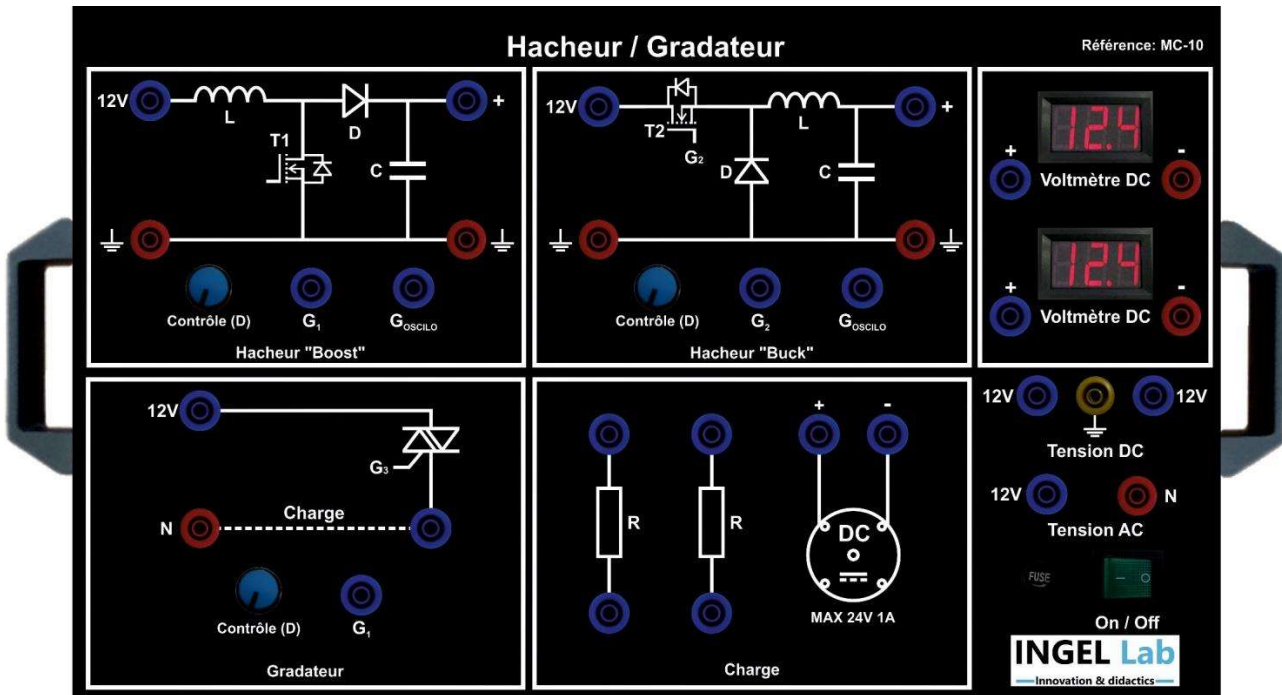 Hacheur / Gradateur
Référence: MC-10
12V
L
D
+
T1
C
Contrôle (D)
G1
GOSCILO
Hacheur "Boost"
12V
T2
G2
L
+
D
C
Contrôle (D)
G2
GOSCILO
Hacheur "Buck"
12.4
+
-
Voltmètre DC
12.4
+
-
Voltmètre DC
12V
G3
N
Charge
Contrôle (D)
G1
Gradateur
R
R
+
-
DC
MAX 24V 1A
Charge
12V
12V
Tension DC
12V
N
Tension AC
FUSE
On / Off
INGEL Lab
Innovation & didactics